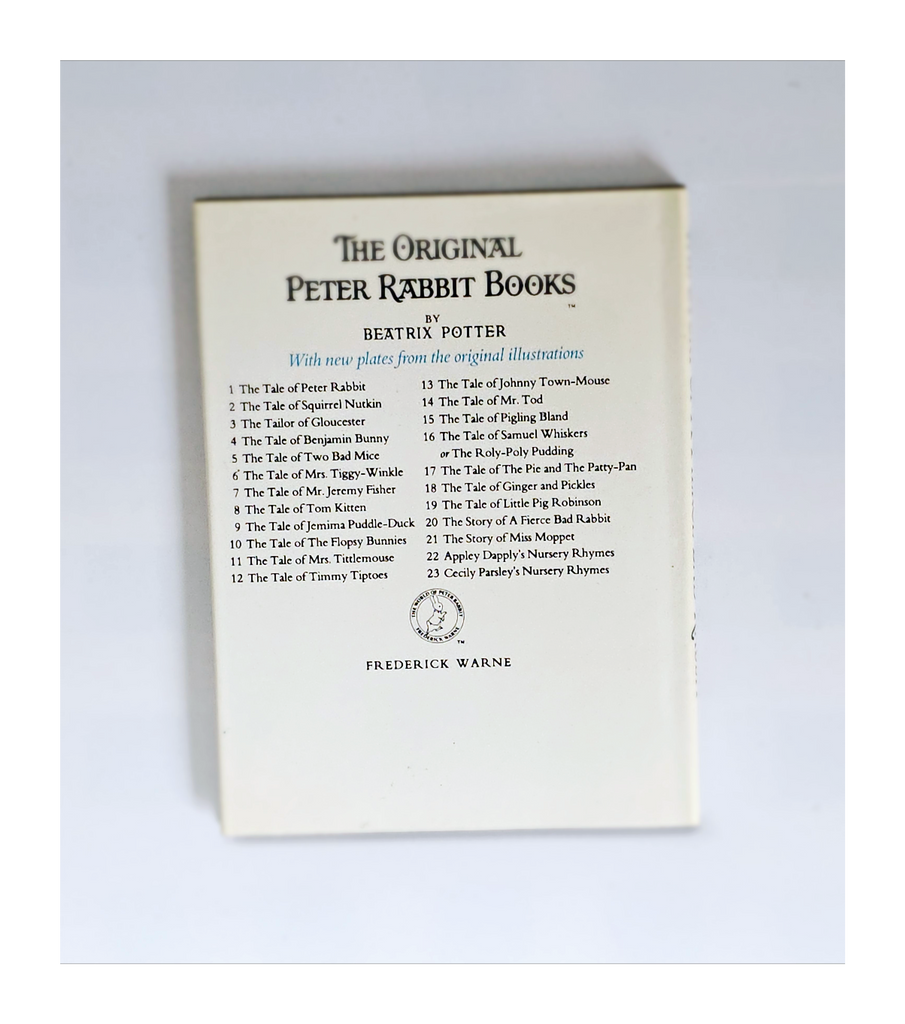 THE ORIGINAL
PETER RABBIT BOOKS
TM
BY
BEATRIX POTTER
With new plates from the original illustrations
1 The Tale of Peter Rabbit
2 The Tale of Squirrel Nutkin
3 The Tailor of Gloucester
4 The Tale of Benjamin Bunny
5 The Tale of Two Bad Mice
6 The Tale of Mrs. Tiggy-Winkle
7 The Tale of Mr. Jeremy Fisher
8 The Tale of Tom Kitten
9 The Tale of Jemima Puddle-Duck
10 The Tale of The Flopsy Bunnies
11 The Tale of Mrs. Tittlemouse
12 The Tale of Timmy Tiptoes
13 The Tale of Johnny Town-Mouse
14 The Tale of Mr. Tod
15 The Tale of Pigling Bland
16 The Tale of Samuel Whiskers
or The Roly-Poly Pudding
17 The Tale of The Pie and The Patty-Pan
18 The Tale of Ginger and Pickles
19 The Tale of Little Pig Robinson
20 The Story of A Fierce Bad Rabbit
21 The Story of Miss Moppet
22 Appley Dapply's Nursery Rhymes
23 Cecily Parsley's Nursery Rhymes
THE WORLD OF PETER RABBIT
FREDERICK WARNE
TM
FREDERICK WARNE